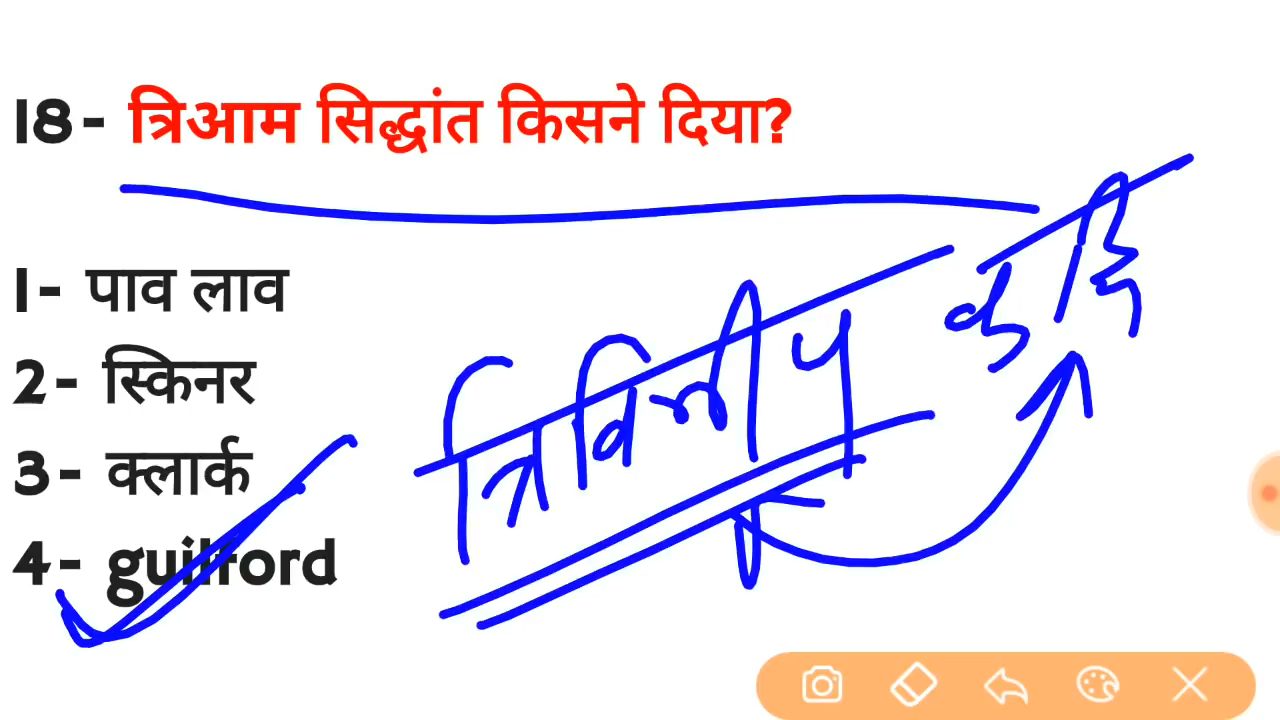 18- त्रिआम सिद्धांत किसने दिया?
1- पाव लाव
2- स्किनर
3- क्लार्क
4- guilford